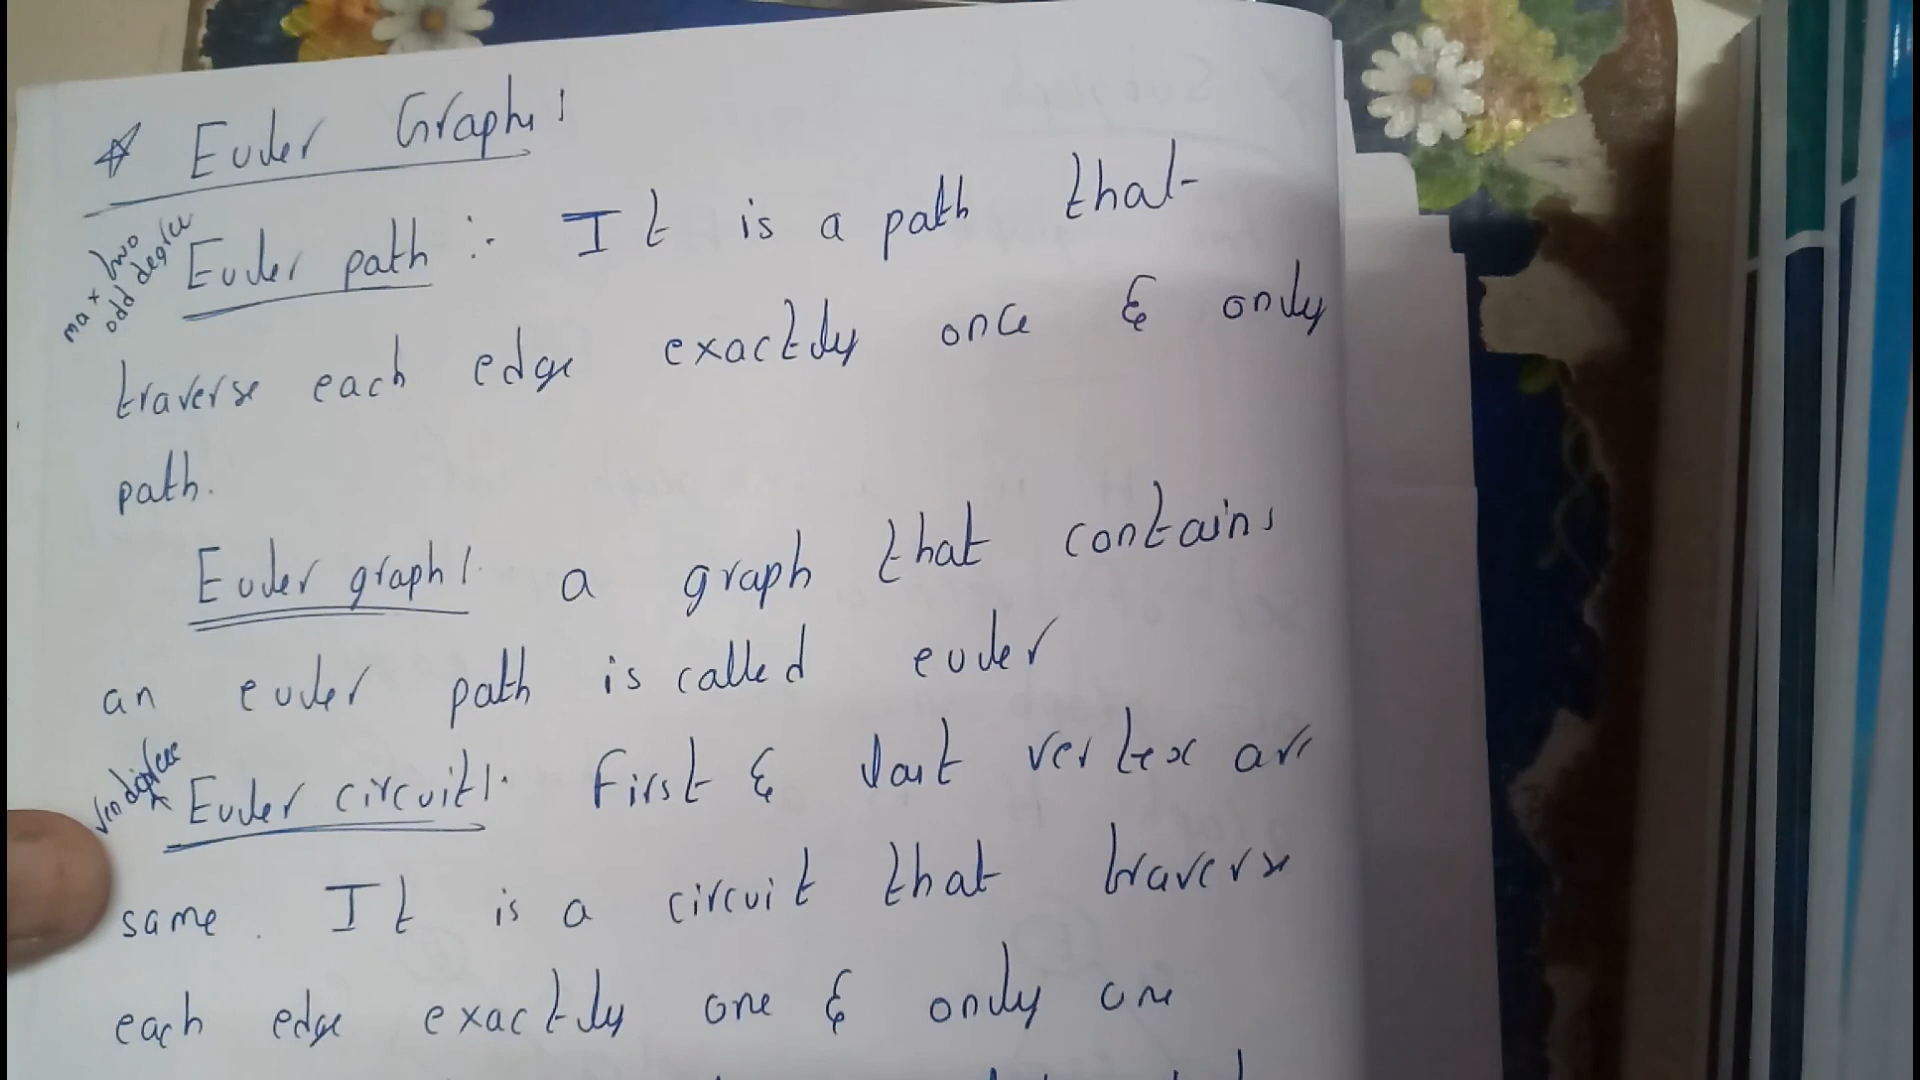 Euler Graph:
max two
odd degree
Euler path :- It is a path that
traverse each edge exactly once & only
path.
Euler graph: a graph that contains
an euler path is called euler
degree
Euler circuit:- First & last vertex are
same. It is a circuit that traverse
each edge exactly one & only one